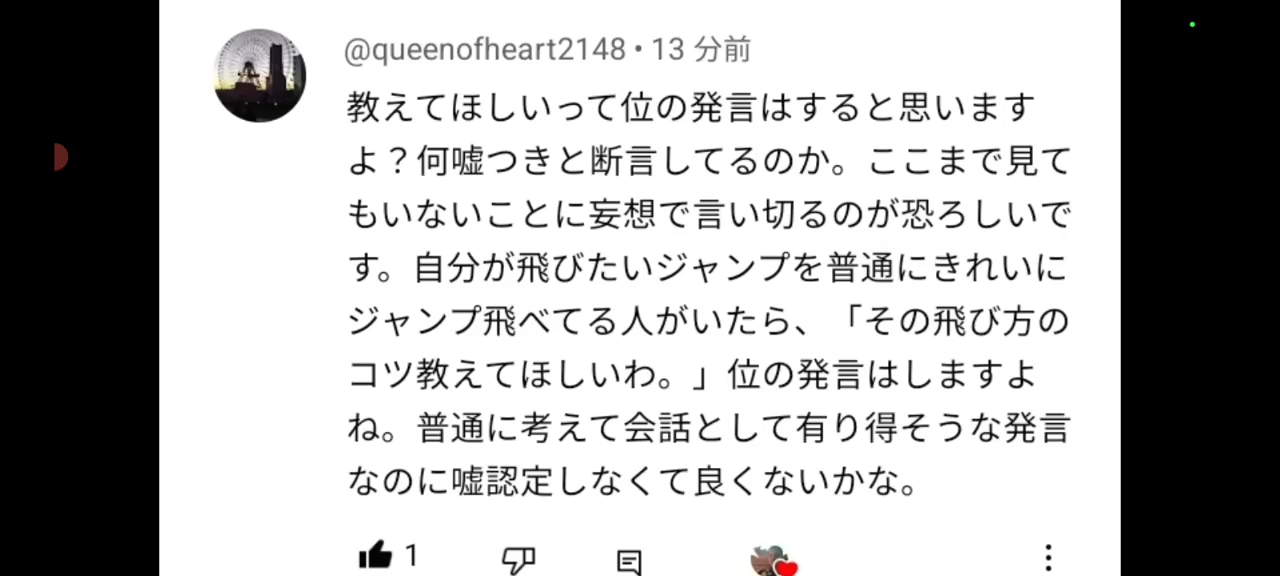 @queenofheart2148・13 分前
教えてほしいって位の発言はすると思います
よ？何嘘つきと断言してるのか。ここまで見て
もいないことに妄想で言い切るのが恐ろしいで
す。自分が飛びたいジャンプを普通にきれいに
ジャンプ飛べてる人がいたら、「その飛び方の
コツ教えてほしいわ。」位の発言はしますよ
ね。普通に考えて会話として有り得そうな発言
なのに嘘認定しなくて良くないかな。
1